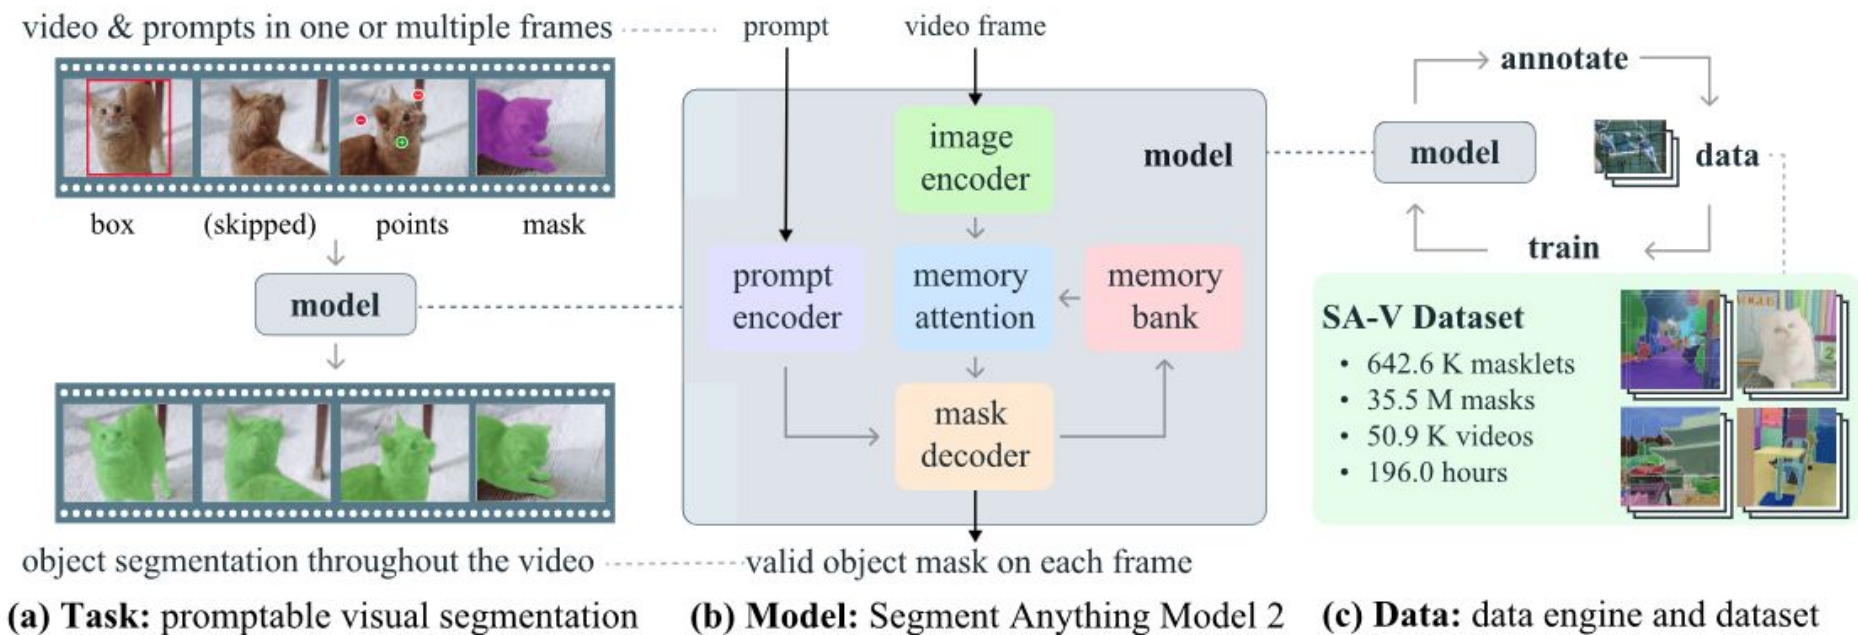 video & prompts in one or multiple frames
box
(skipped)
points
mask
model
object segmentation throughout the video
(a) Task: promptable visual segmentation
prompt
video frame
image
encoder
model
prompt
encoder
memory
attention
memory
bank
mask
decoder
valid object mask on each frame
(b) Model: Segment Anything Model 2
annotate
model
data
train
SA-V Dataset
• 642.6 K masklets
• 35.5 M masks
• 50.9 K videos
• 196.0 hours
(c) Data: data engine and dataset